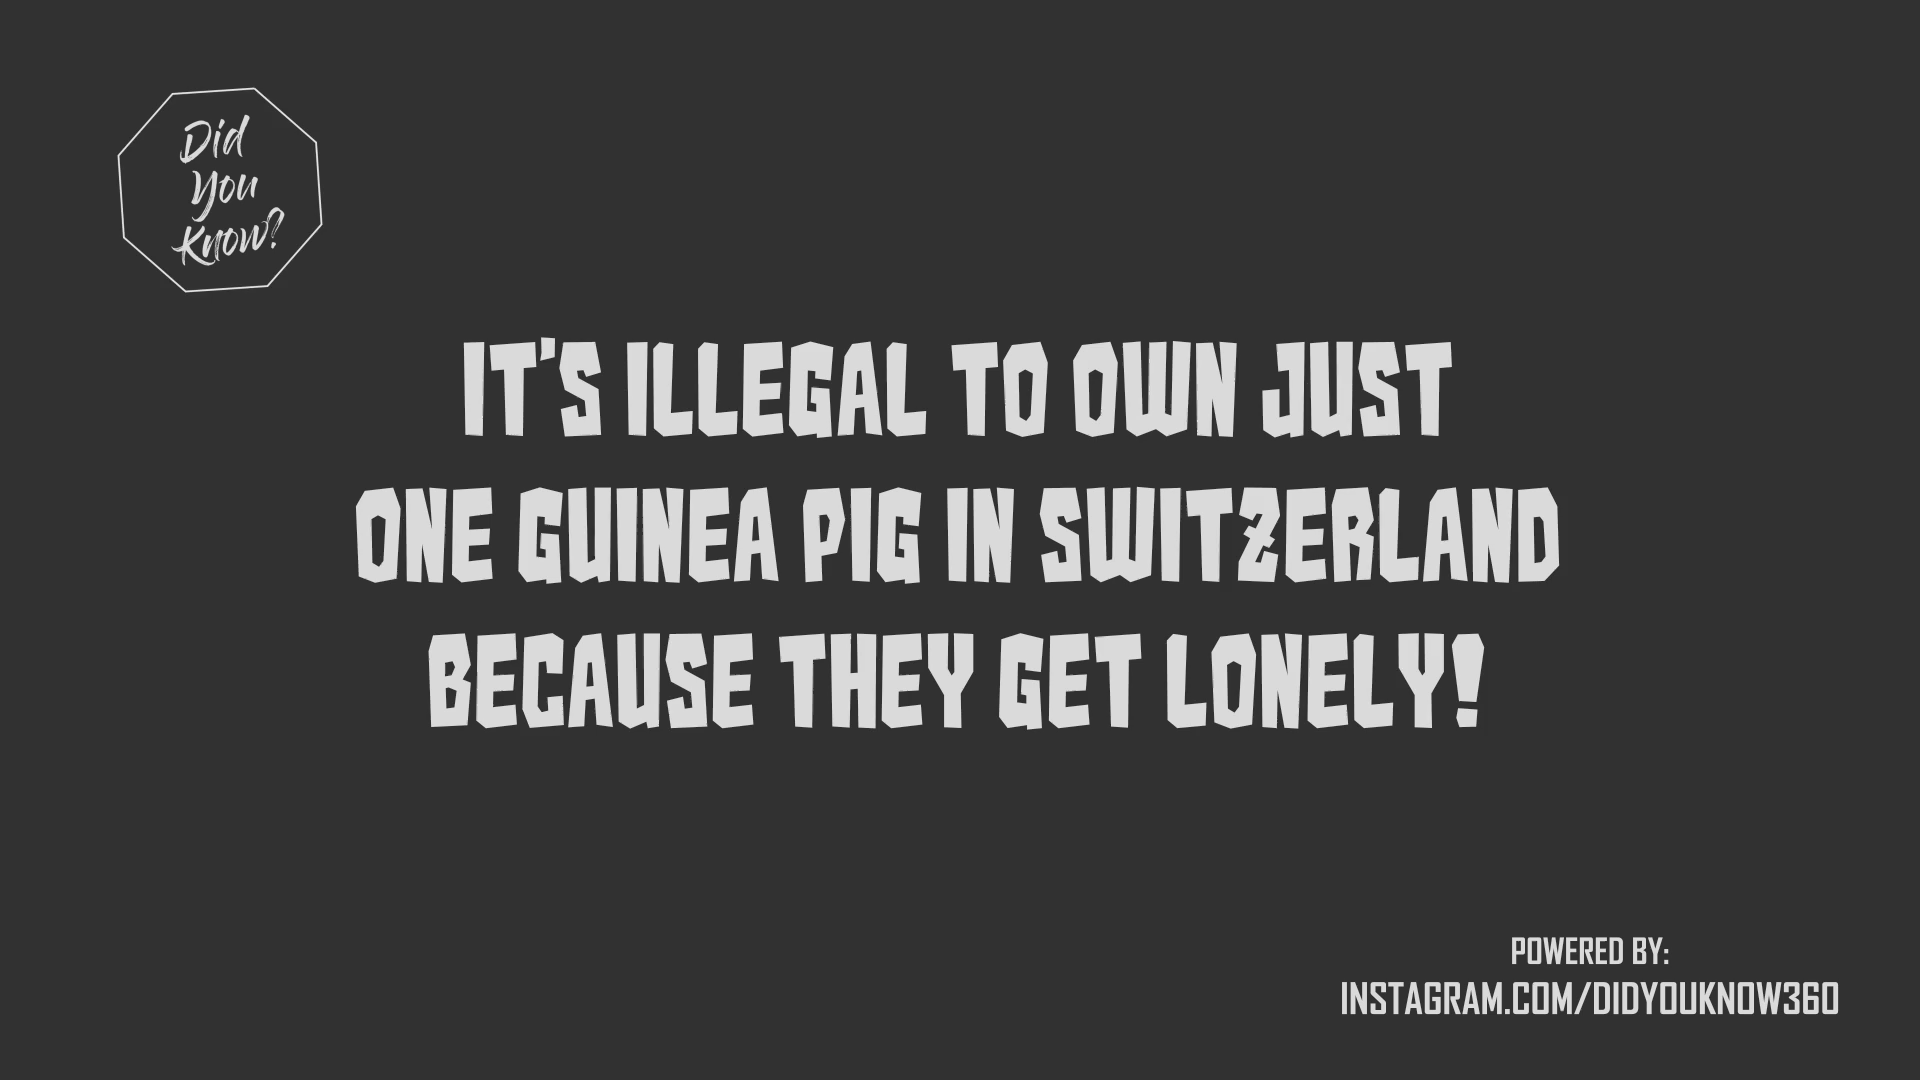 Did
You
Know?
IT'S ILLEGAL TO OWN JUST
ONE GUINEA PIG IN SWITZERLAND
BECAUSE THEY GET LONELY!
POWERED BY:
INSTAGRAM.COM/DIDYOUKNOW360